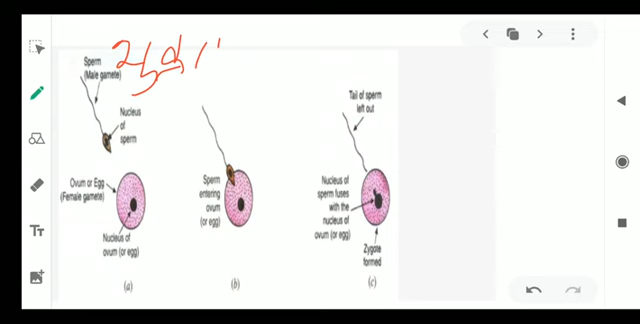 Sperm
(Male gamete)
Nucleus
of
sperm
Ovum or Egg
(Female gamete)
Nucleus of
ovum (or egg)
(a)
Sperm
entering
ovum
(or egg)
(b)
Tail of sperm
left out
Nucleus of
sperm fuses
with the
nucleus of
ovum (or egg)
Zygote
formed
(c)
Tт